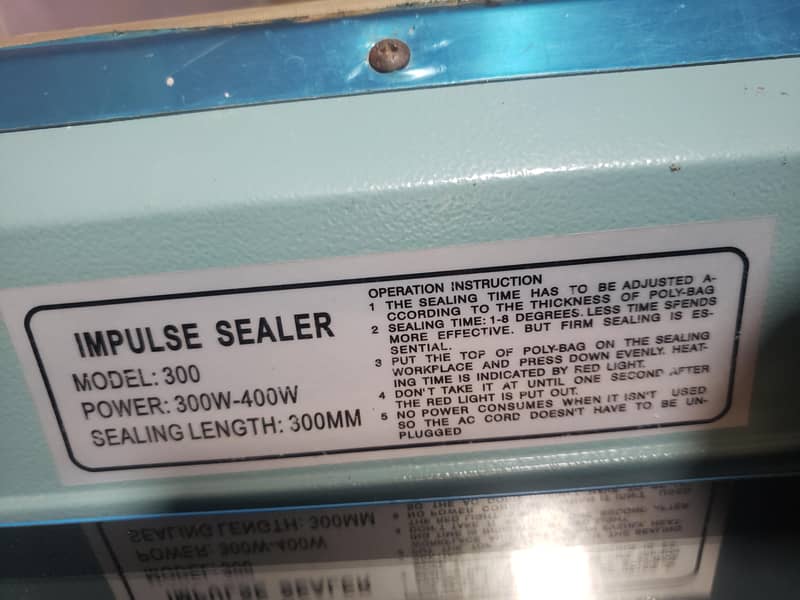 IMPULSE SEALER
MODEL: 300
POWER: 300W-400W
SEALING LENGTH: 300MM
OPERATION INSTRUCTION
1 THE SEALING TIME HAS TO BE ADJUSTED A-
CCORDING TO THE THICKNESS OF POLY-BAG
2 SEALING TIME: 1-8 DEGREES. LESS TIME SPENDS
MORE EFFECTIVE. BUT FIRM SEALING IS ES-
SENTIAL.
3 PUT THE TOP OF POLY-BAG ON THE SEALING
WORKPLACE AND PRESS DOWN EVENLY. HEAT-
ING TIME IS INDICATED BY RED LIGHT.
4 DON'T TAKE IT AT UNTIL ONE SECOND AFTER
THE RED LIGHT IS PUT OUT.
5 NO POWER CONSUMES WHEN IT ISN'T USED
SO THE AC CORD DOESN'T HAVE TO BE UN-
PLUGGED